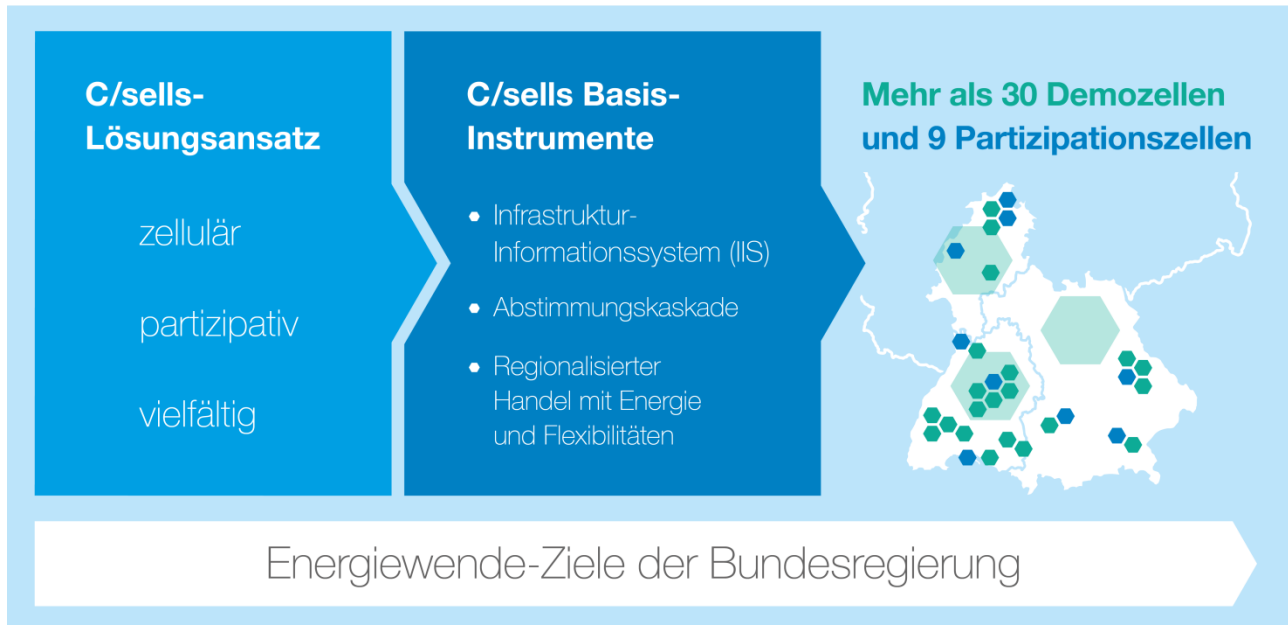 C/sells-
Lösungsansatz
zellulär
partizipativ
vielfältig
C/sells Basis-
Instrumente
Infrastruktur-
Informationssystem (IIS)
Abstimmungskaskade
Regionalisierter
Handel mit Energie
und Flexibilitäten
Mehr als 30 Demozellen
und 9 Partizipationszellen
Energiewende-Ziele der Bundesregierung